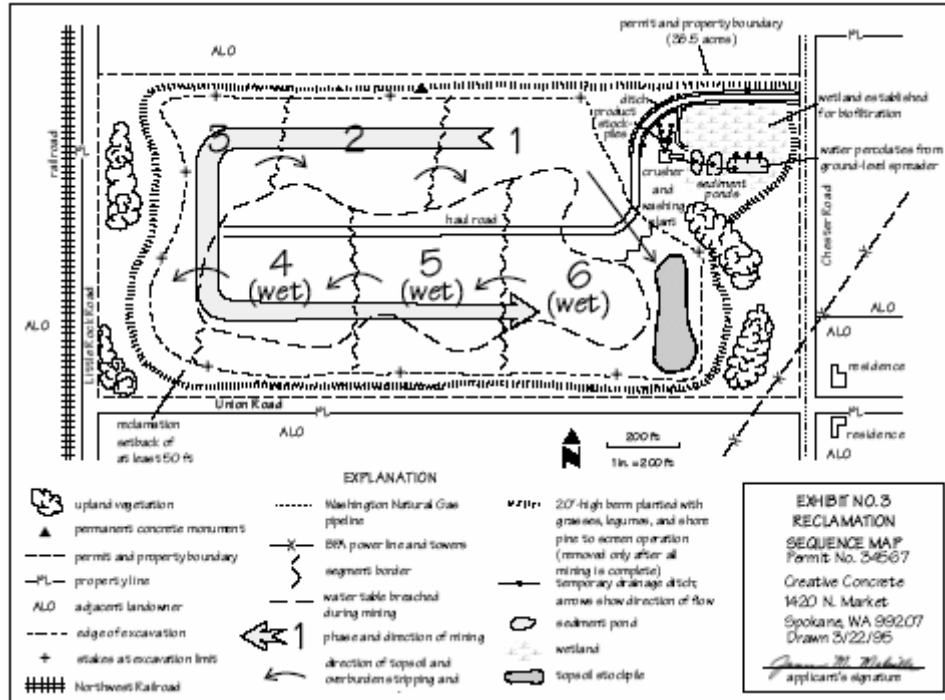 permit and property boundary
(38.5 acres)
PL
ALO
ditch
product
stock-
piles
wetland established
for biofiltration
water percolates from
ground-level spreader
crusher
and
washing
plant
sediment
ponds
railroad
PL
Little Rock Road
ALO
3
2
1
haul road
4
(wet)
5
(wet)
6
(wet)
Chester Road
ALO
ALO
residence
PL
residence
ALO
Union Road
PL
ALO
reclamation
setback of
at least 50 ft
N
200 ft
1 in. = 200 ft
EXPLANATION
upland vegetation
permanent concrete monument
permit and property boundary
PL property line
ALO adjacent landowner
edge of excavation
stakes at excavation limit
Northwest Railroad
Washington Natural Gas
pipeline
BPA power line and towers
segment border
water table breached
during mining
1 phase and direction of mining
direction of topsoil and
overburden stripping and
20'-high berm planted with
grasses, legumes, and shore
pine to screen operation
(removed only after all
mining is complete)
temporary drainage ditch;
arrows show direction of flow
sediment pond
wetland
topsoil stockpile
EXHIBIT NO. 3
RECLAMATION
SEQUENCE MAP
Permit No. 34567
Creative Concrete
1420 N. Market
Spokane, WA 99207
Drawn 3/22/95
applicant's signature